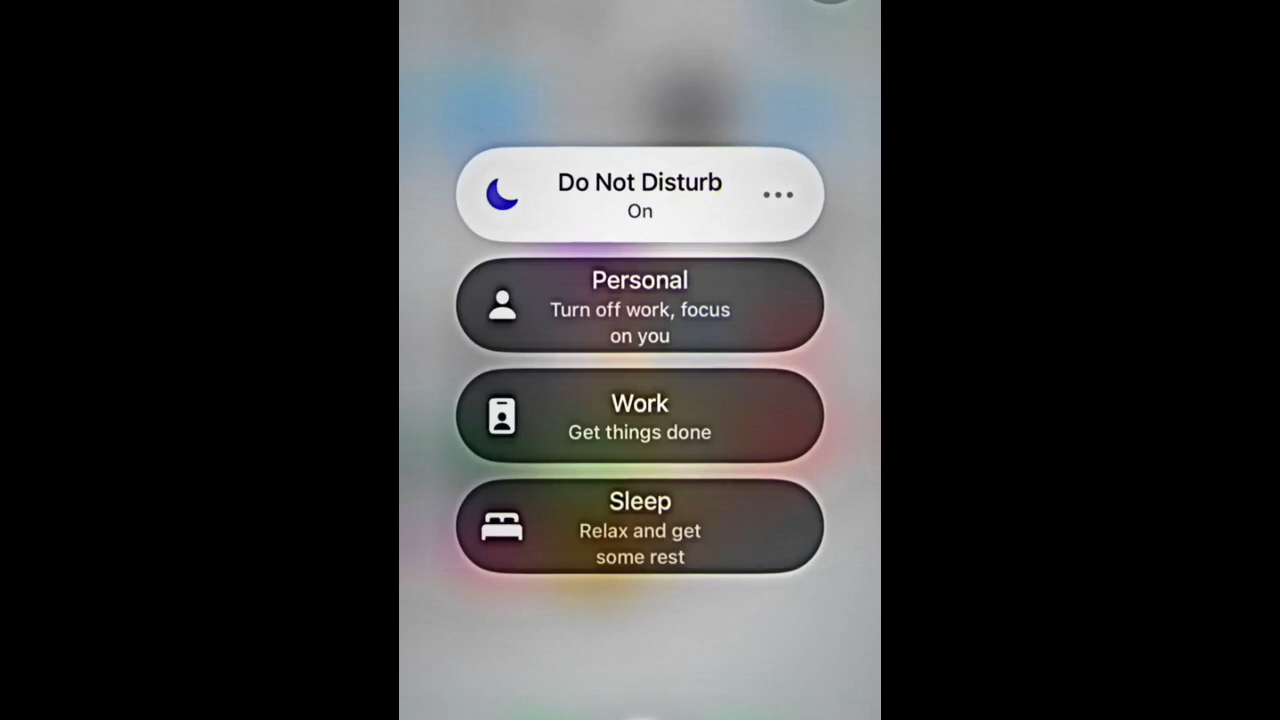 Do Not Disturb
On
Personal
Turn off work, focus
on you
Work
Get things done
Sleep
Relax and get
some rest